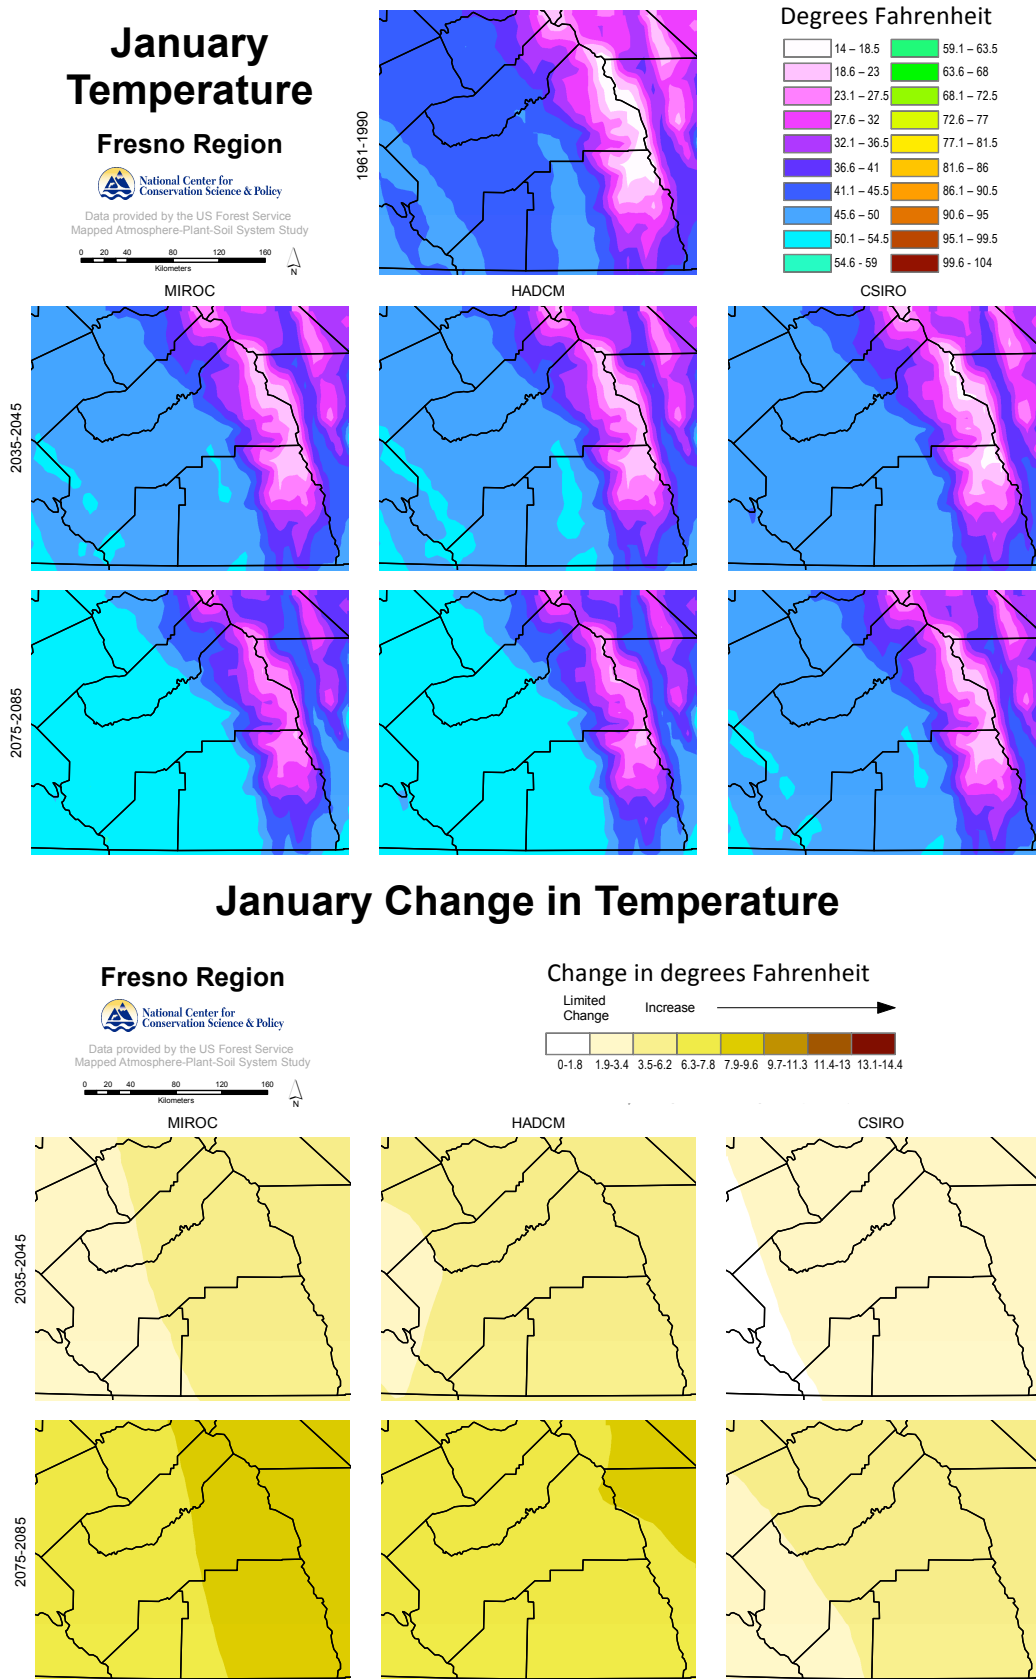 January
Temperature
Fresno Region
National Center for
Conservation Science & Policy
Data provided by the US Forest Service
Mapped Atmosphere-Plant-Soil System Study
0 20 40 80 120 160
Kilometers
N
1961-1990
Degrees Fahrenheit
14 – 18.5
59.1 – 63.5
18.6 – 23
63.6 – 68
23.1 – 27.5
68.1 – 72.5
27.6 – 32
72.6 – 77
32.1 – 36.5
77.1 – 81.5
36.6 – 41
81.6 – 86
41.1 - 45.5
86.1 – 90.5
45.6 – 50
90.6 – 95
50.1 – 54.5
95.1 – 99.5
54.6 - 59
99.6 - 104
MIROC
HADCM
CSIRO
2035-2045
2075-2085
January Change in Temperature
Fresno Region
National Center for
Conservation Science & Policy
Data provided by the US Forest Service
Mapped Atmosphere-Plant-Soil System Study
0 20 40 80 120 160
Kilometers
N
Change in degrees Fahrenheit
Limited
Change
Increase
0-1.8 1.9-3.4 3.5-6.2 6.3-7.8 7.9-9.6 9.7-11.3 11.4-13 13.1-14.4
MIROC
HADCM
CSIRO
2035-2045
2075-2085